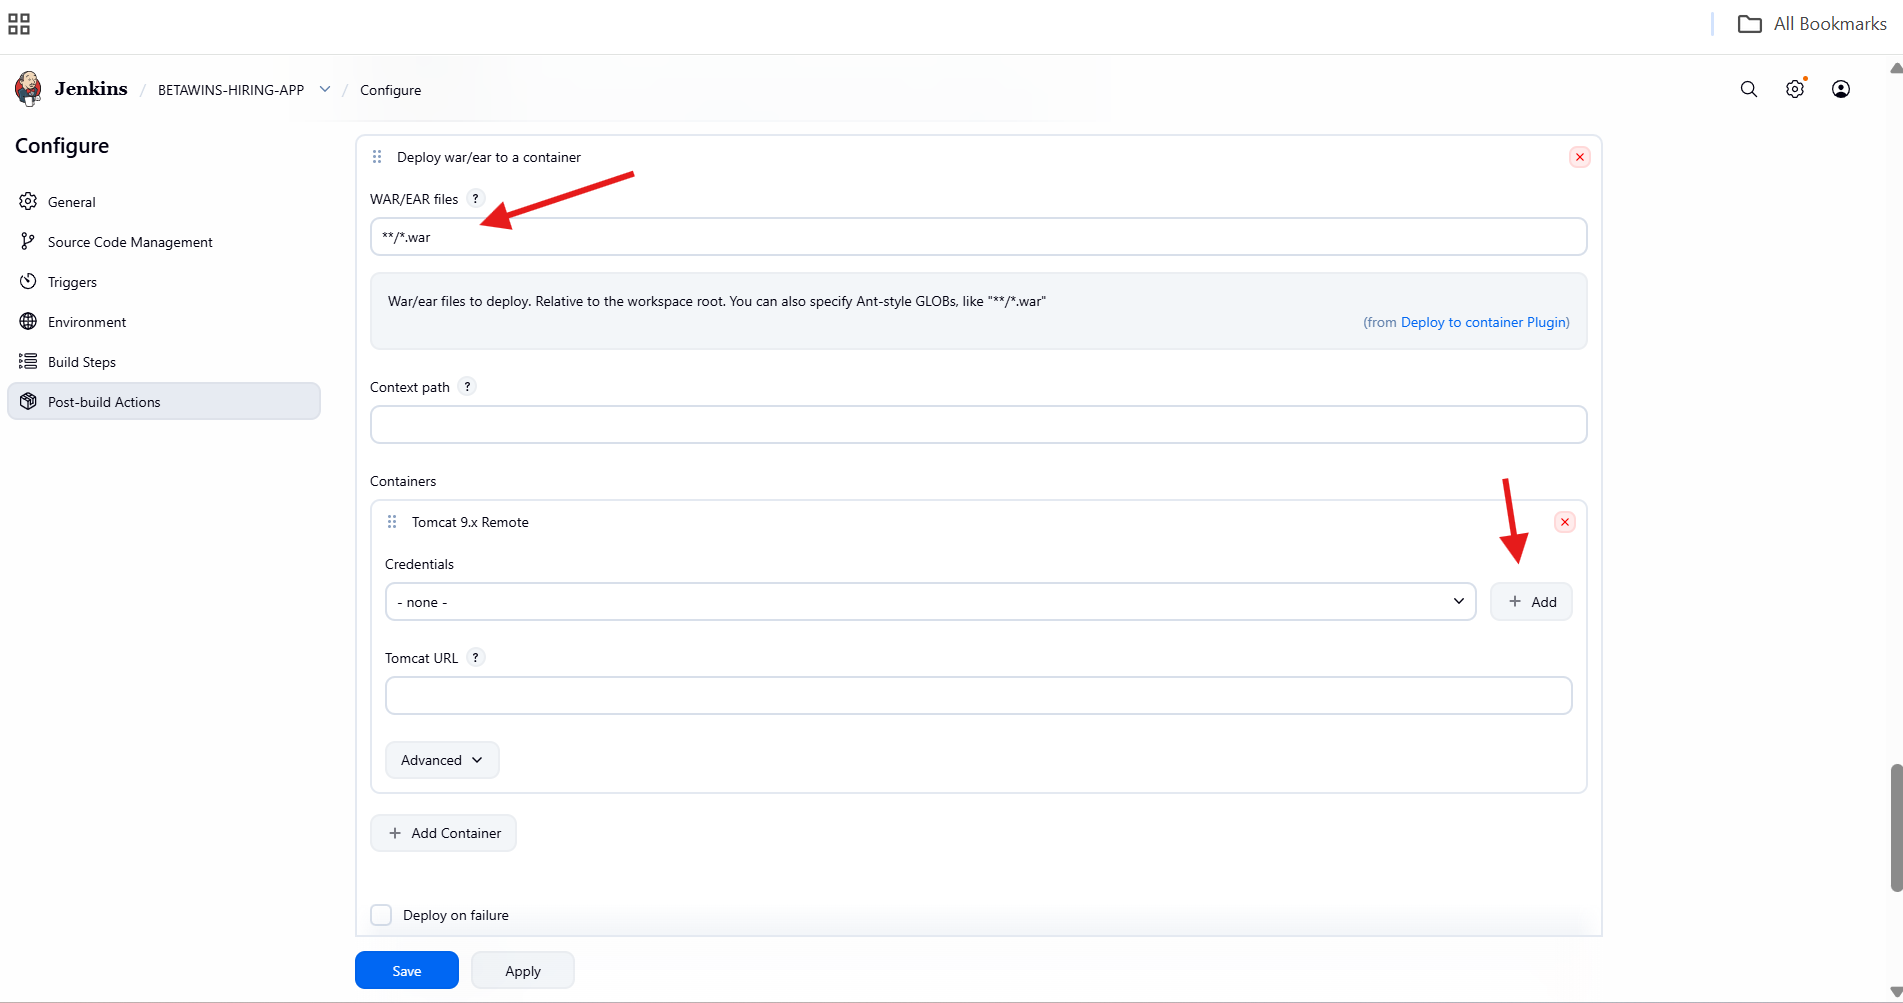 All Bookmarks
Jenkins / BETAWINS-HIRING-APP / Configure
Configure
General
Source Code Management
Triggers
Environment
Build Steps
Post-build Actions
Deploy war/ear to a container
WAR/EAR files ?
**/*.war
War/ear files to deploy. Relative to the workspace root. You can also specify Ant-style GLOBs, like "**/*.war"
(from Deploy to container Plugin)
Context path ?
Containers
Tomcat 9.x Remote
Credentials
- none -
+ Add
Tomcat URL ?
Advanced
+ Add Container
Deploy on failure
Save
Apply